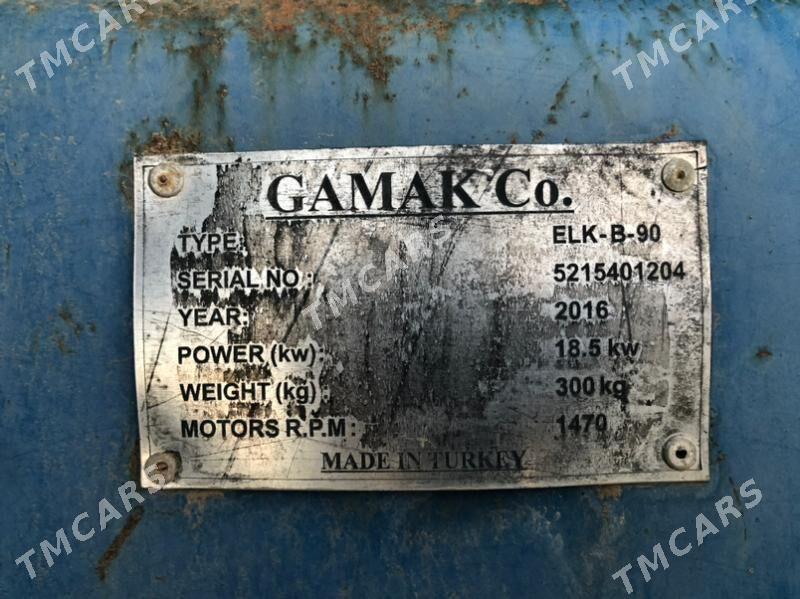 TMCARS
TMCARS
GAMAK Co.
TYPE: ELK-B-90
SERIAL NO : 5215401204
TMCARS
YEAR: 2016
POWER (kw): 18.5 kw
WEIGHT (kg) : 300 kg
MOTORS R.P.M : 1470
MADE IN TURKEY
TMCARS
TMCARS